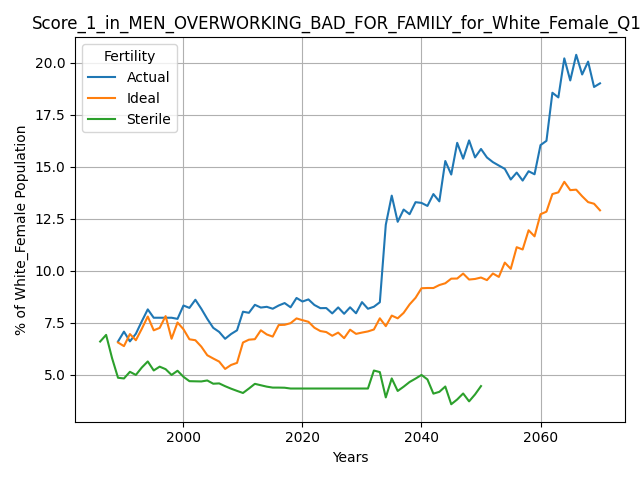 Score_1_in_MEN_OVERWORKING_BAD_FOR_FAMILY_for_White_Female_Q1
Fertility
Actual
Ideal
Sterile
% of White_Female Population
20.0
17.5
15.0
12.5
10.0
7.5
5.0
2000
2020
2040
2060
Years